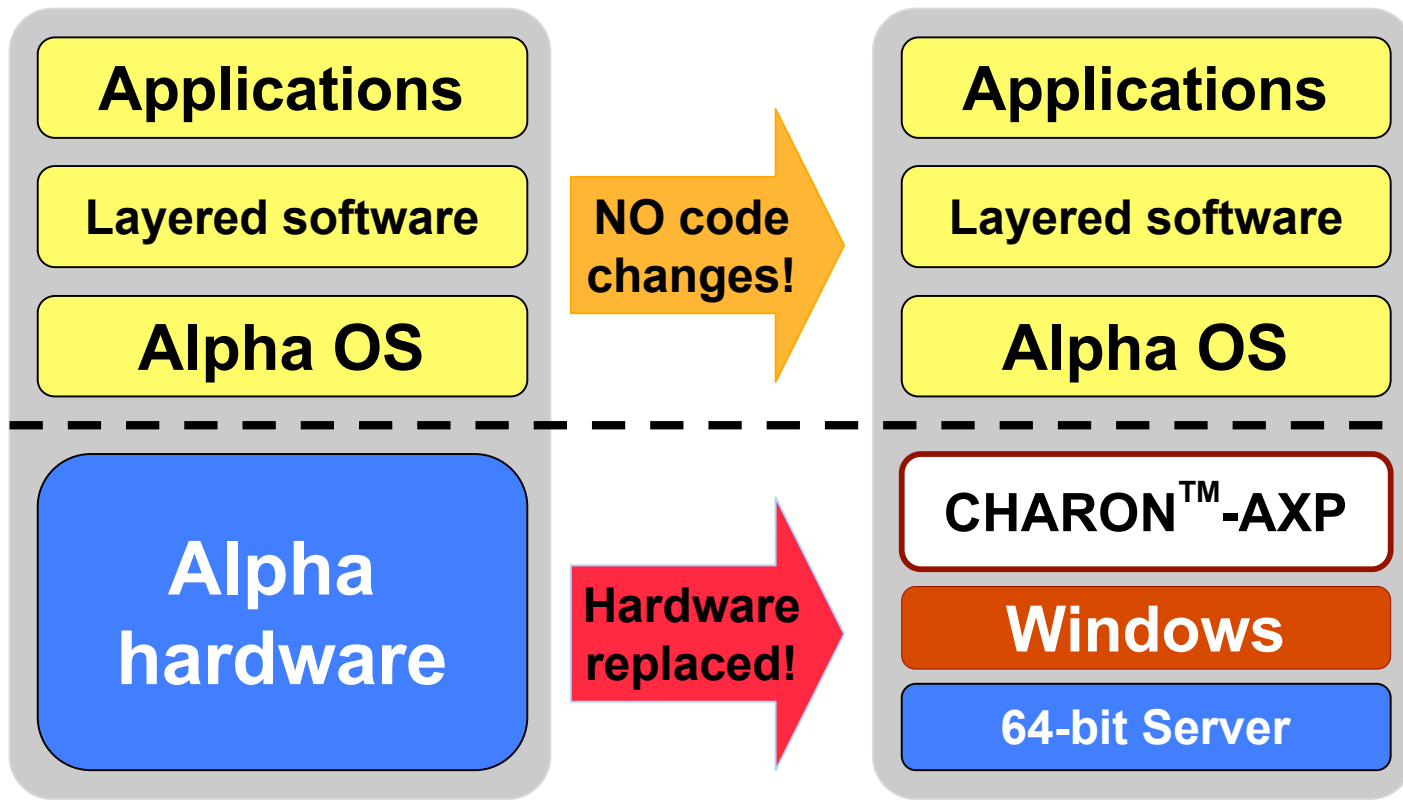 Applications
Layered software
Alpha OS
Alpha
hardware
NO code
changes!
Hardware
replaced!
Applications
Layered software
Alpha OS
CHARON™-AXP
Windows
64-bit Server